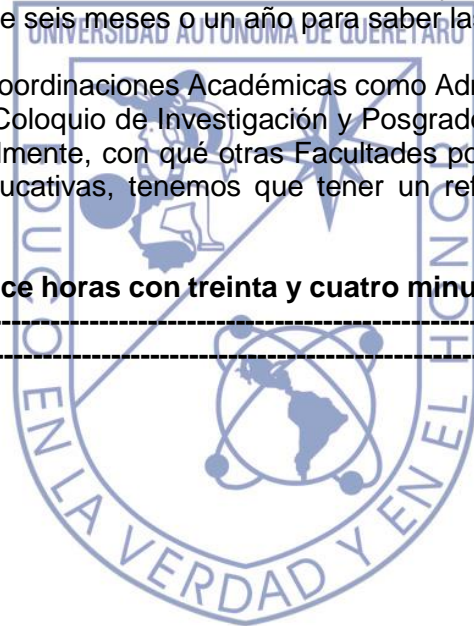 e seis meses o un año para saber la
UNIVERSIDAD AUTÓNOMA DE QUERÉTARO
oordinaciones Académicas como Adr
Coloquio de Investigación y Posgrad
lmente, con qué otras Facultades po
ucativas, tenemos que tener un ref
ce horas con treinta y cuatro minu
EDUCO EN LA VERDAD Y EN EL HONOR